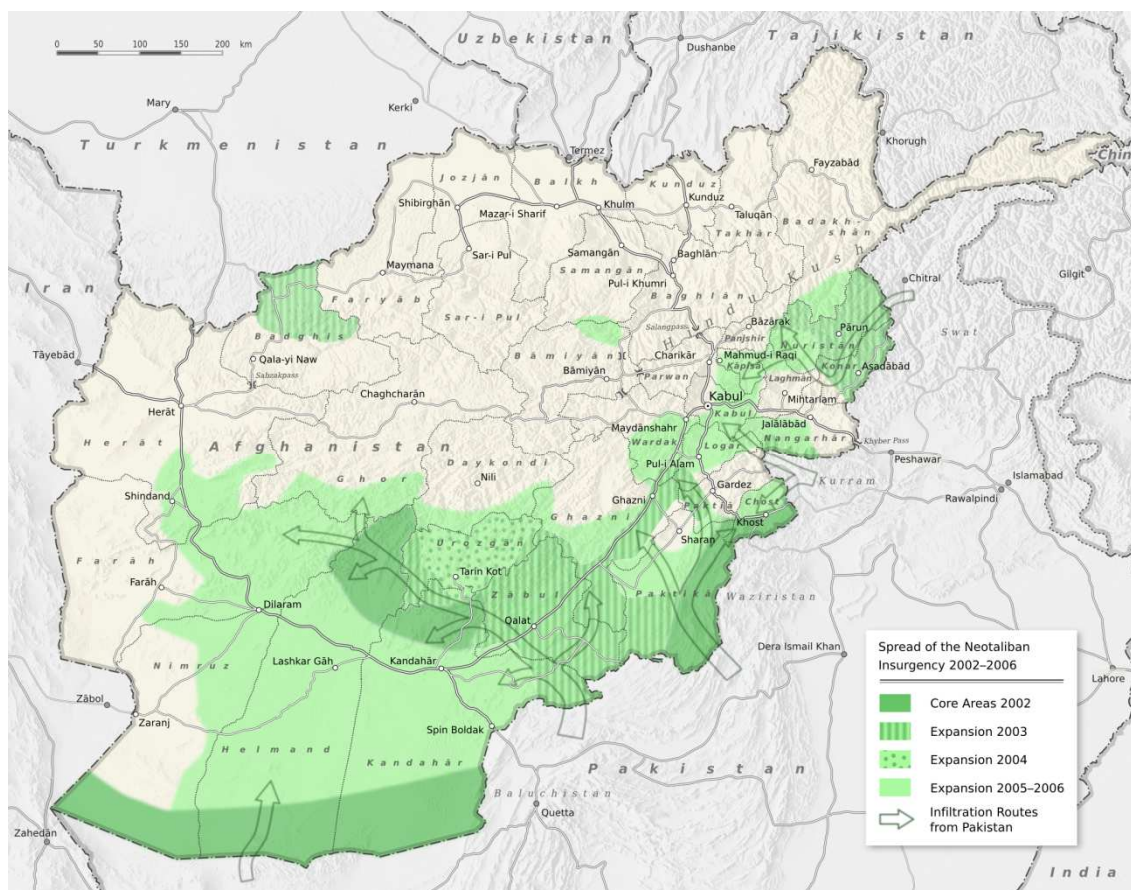 0 50 100 150 200 km
Uzbekistan
Tajikistan
Dushanbe
Mary
Kerki
Turkmenistan
Termez
Khorugh
China
Fayzabād
Jozjān
Balkh
Kunduz
Shibirghān
Mazar-i Sharif
Khulm
Kunduz
Taluqān
Badakh-
shān
Takhār
Sar-i Pul
Samangān
Baghlān
Maymana
Samangān
Pul-i Khumri
Hindu Kush
Chitral
Gilgit
Iran
Faryāb
Sar-i Pul
Baghlān
Badghis
Salangpass
Bāzārak
Pārun
Swat
Panjshir
Nuristān
Tāyebād
Qala-yi Naw
Bāmiyān
Charikār
Mahmud-i Raqi
Sabzakpass
Kāpisā
Konar
Asadābād
Bāmiyān
Parwan
Laghmān
Chaghcharān
Mihtarlam
Herāt
Kabul
Maydānshahr
Kabul
Jalālābād
Herāt
Afghanistan
Wardak
Logar
Nangarhār
Khyber Pass
Daykondi
Pul-i Alam
Peshawar
Islamabad
Nili
Ghor
Gardez
Kurram
Rawalpindi
Shindand
Ghazni
Paktiā
Chost
Ghazni
Khost
Sharan
Urozgān
Farāh
Tarin Kot
Farāh
Zābul
Paktikā
Waziristan
Dilaram
Qalat
Dera Ismail Khan
Nimruz
Lashkar Gāh
Kandahār
Lahore
Zābol
Zaranj
Spin Boldak
Helmand
Kandahār
Pakistan
Baluchistan
Quetta
Zahedān
India
Spread of the Neotaliban
Insurgency 2002–2006
Core Areas 2002
Expansion 2003
Expansion 2004
Expansion 2005–2006
Infiltration Routes
from Pakistan